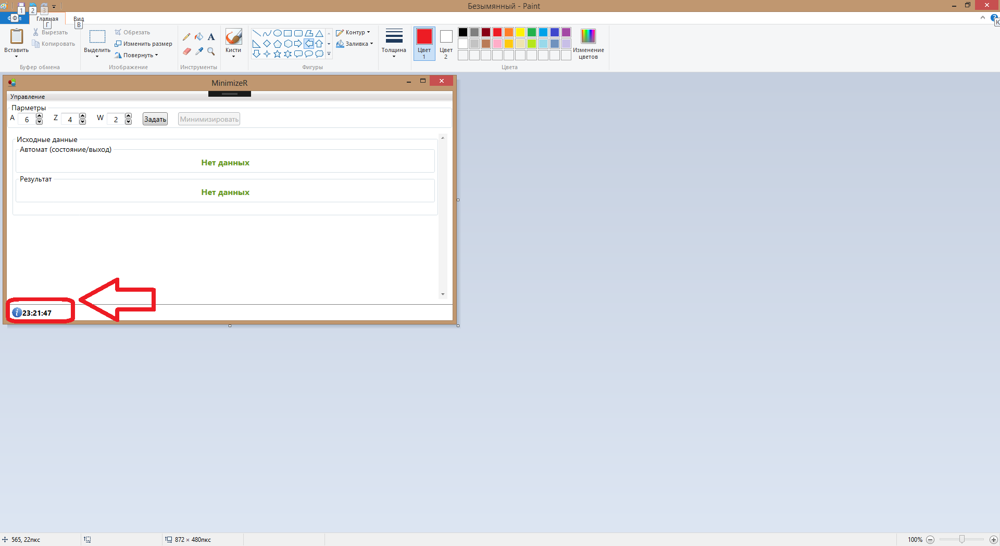 Безымянный - Paint
1 2 3
Ф Главная Вид
Г В
Вставить
Вырезать
Копировать
Буфер обмена
Выделить
Обрезать
Изменить размер
Повернуть
Изображение
A
Инструменты
Кисти
Фигуры
Контур
Заливка
Толщина
Цвет
1
Цвет
2
Изменение
цветов
Цвета
MinimizeR
Управление
Парметры
A 6 Z 4 W 2 Задать Минимизировать
Исходные данные
Автомат (состояние/выход)
Нет данных
Результат
Нет данных
23:21:47
565, 22пкс
872 × 480пкс
100%